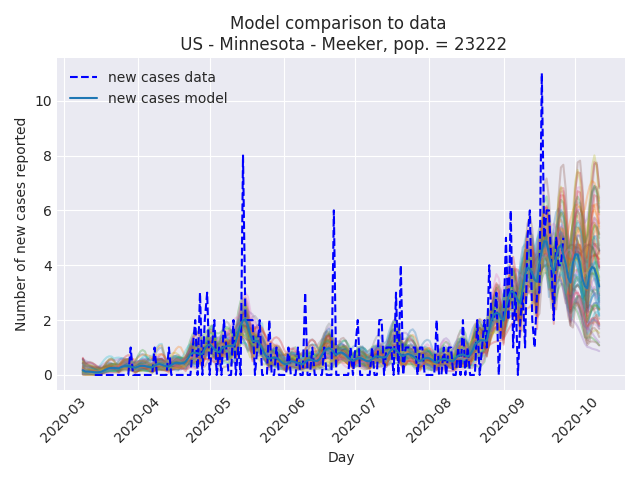 Model comparison to data
US - Minnesota - Meeker, pop. = 23222
new cases data
new cases model
Number of new cases reported
10
8
6
4
2
0
2020-03
2020-04
2020-05
2020-06
2020-07
2020-08
2020-09
2020-10
Day